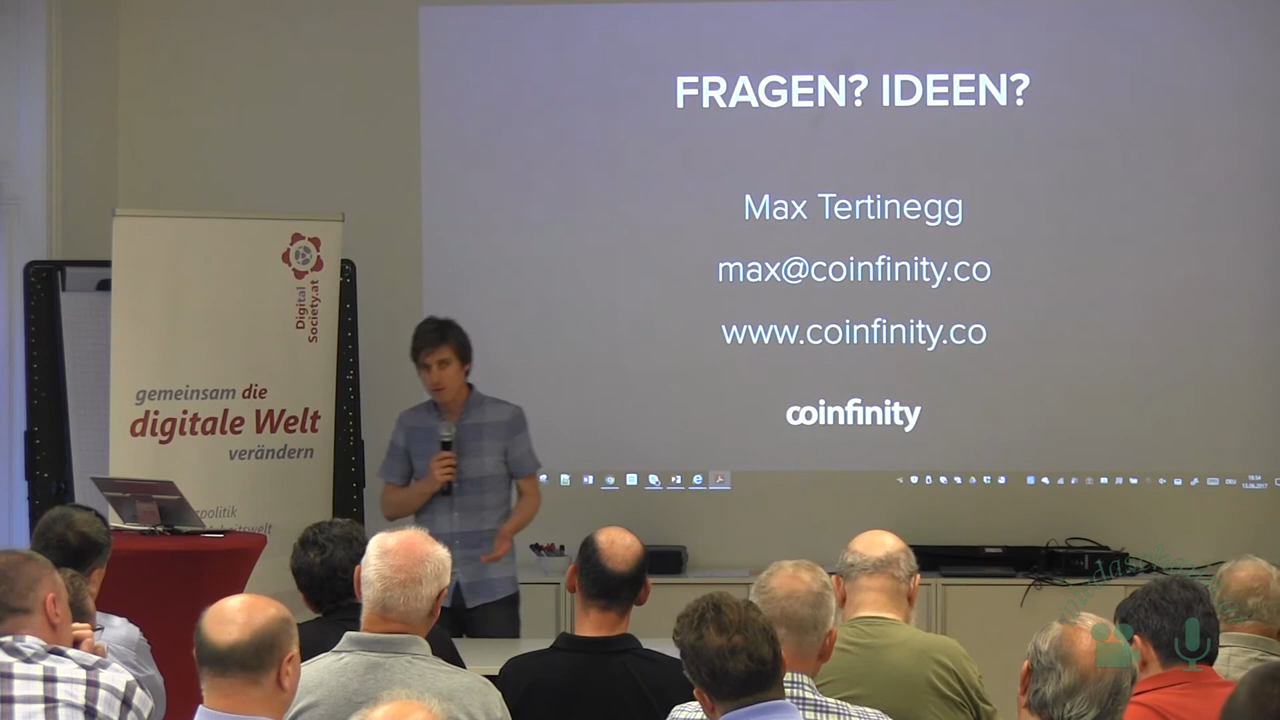 FRAGEN? IDEEN?
Max Tertinegg
max@coinfinity.co
www.coinfinity.co
coinfinity
Digital
Society.at
gemeinsam die
digitale Welt
verändern